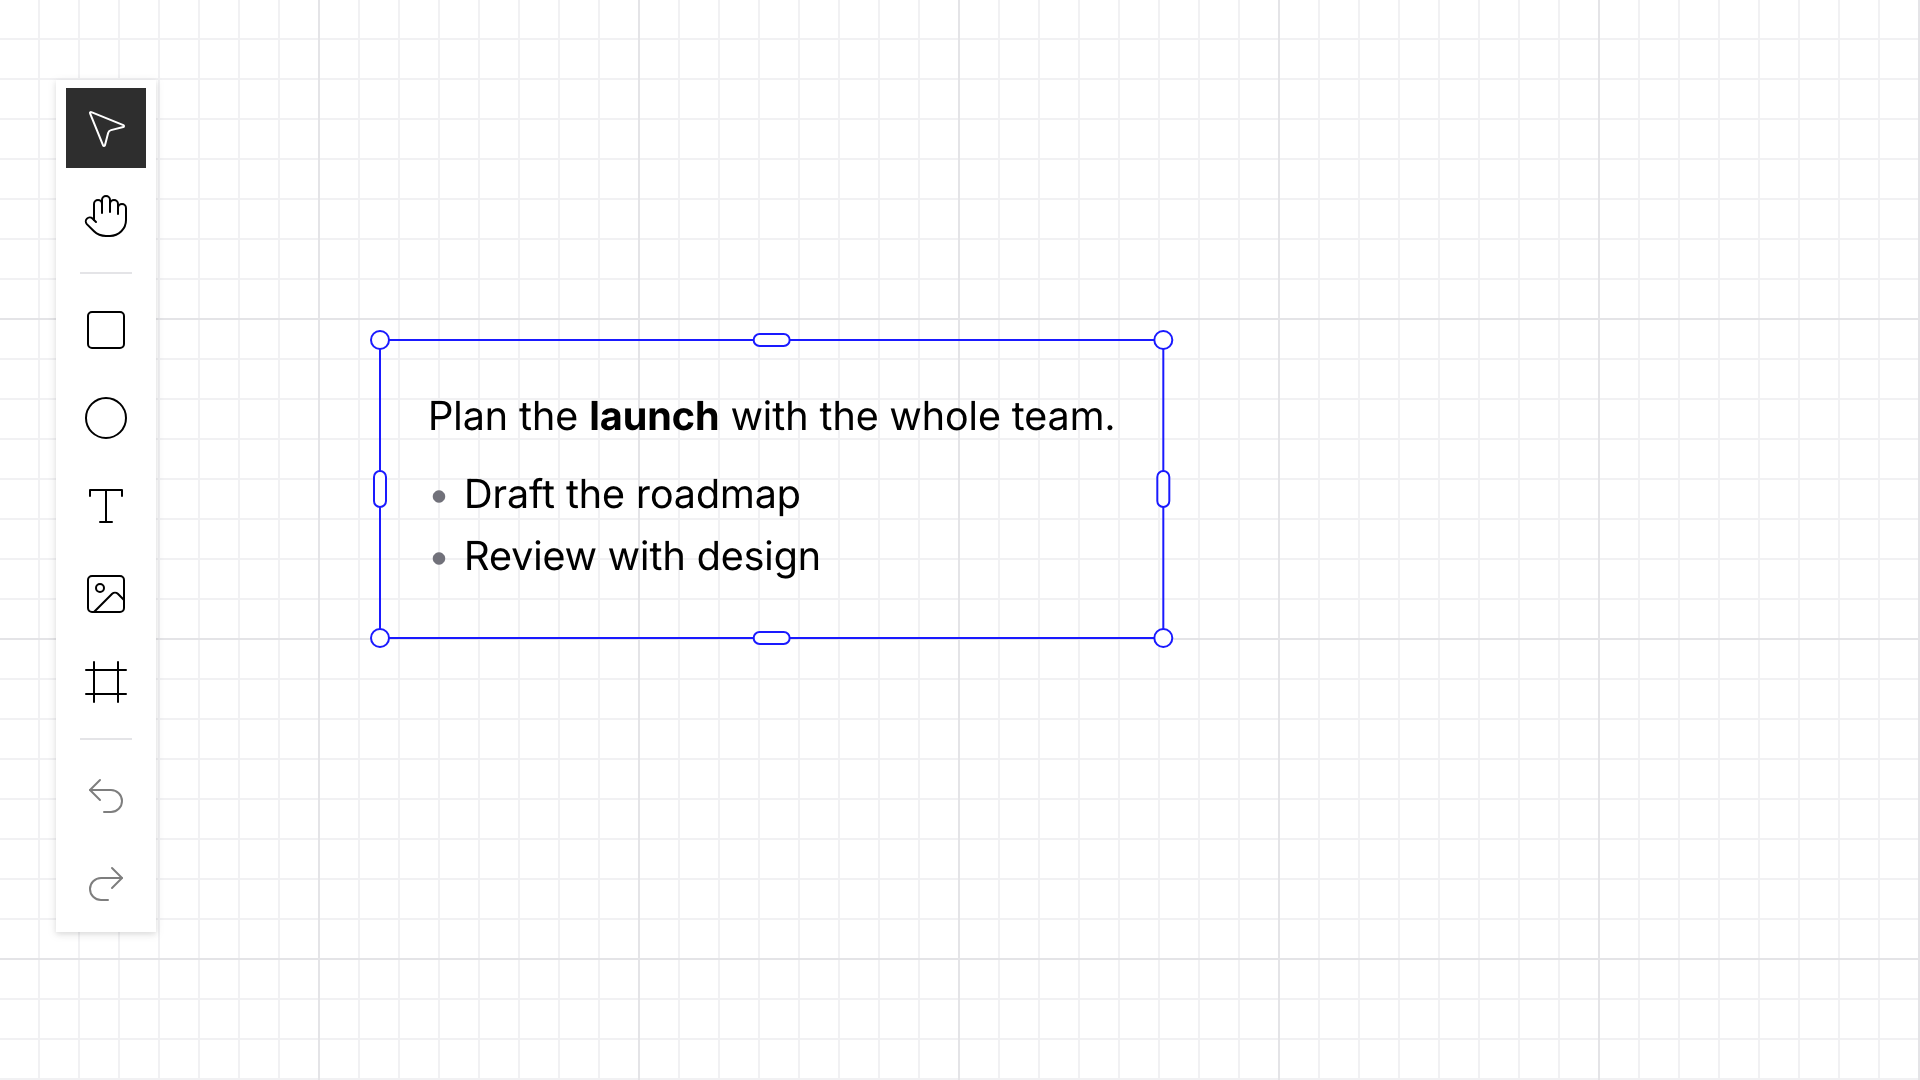 Plan the launch with the whole team.
Draft the roadmap
Review with design